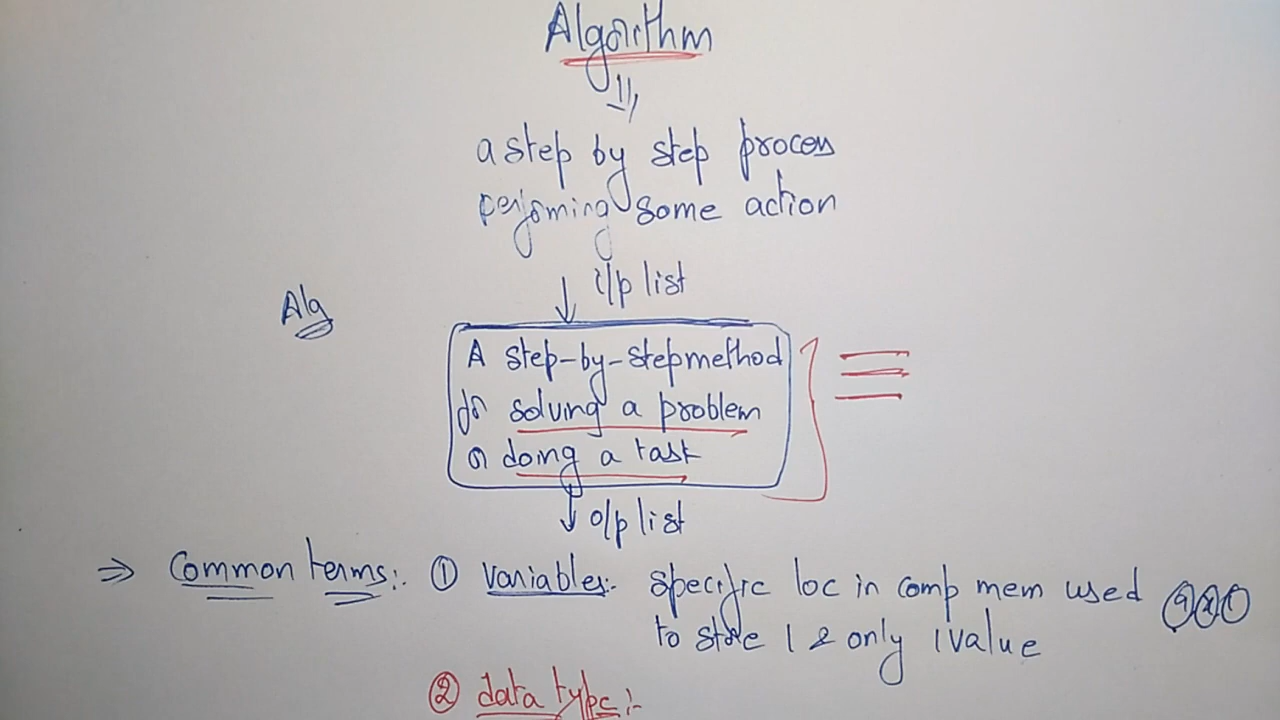 Algorithm
a step by step process
performing some action
i/p list
Alg
A step-by-step method
for solving a problem
or doing a task
o/p list
⇒ Common terms:. ① variables:- specific loc in comp mem used
to store 1 & only 1 value
② data type:-